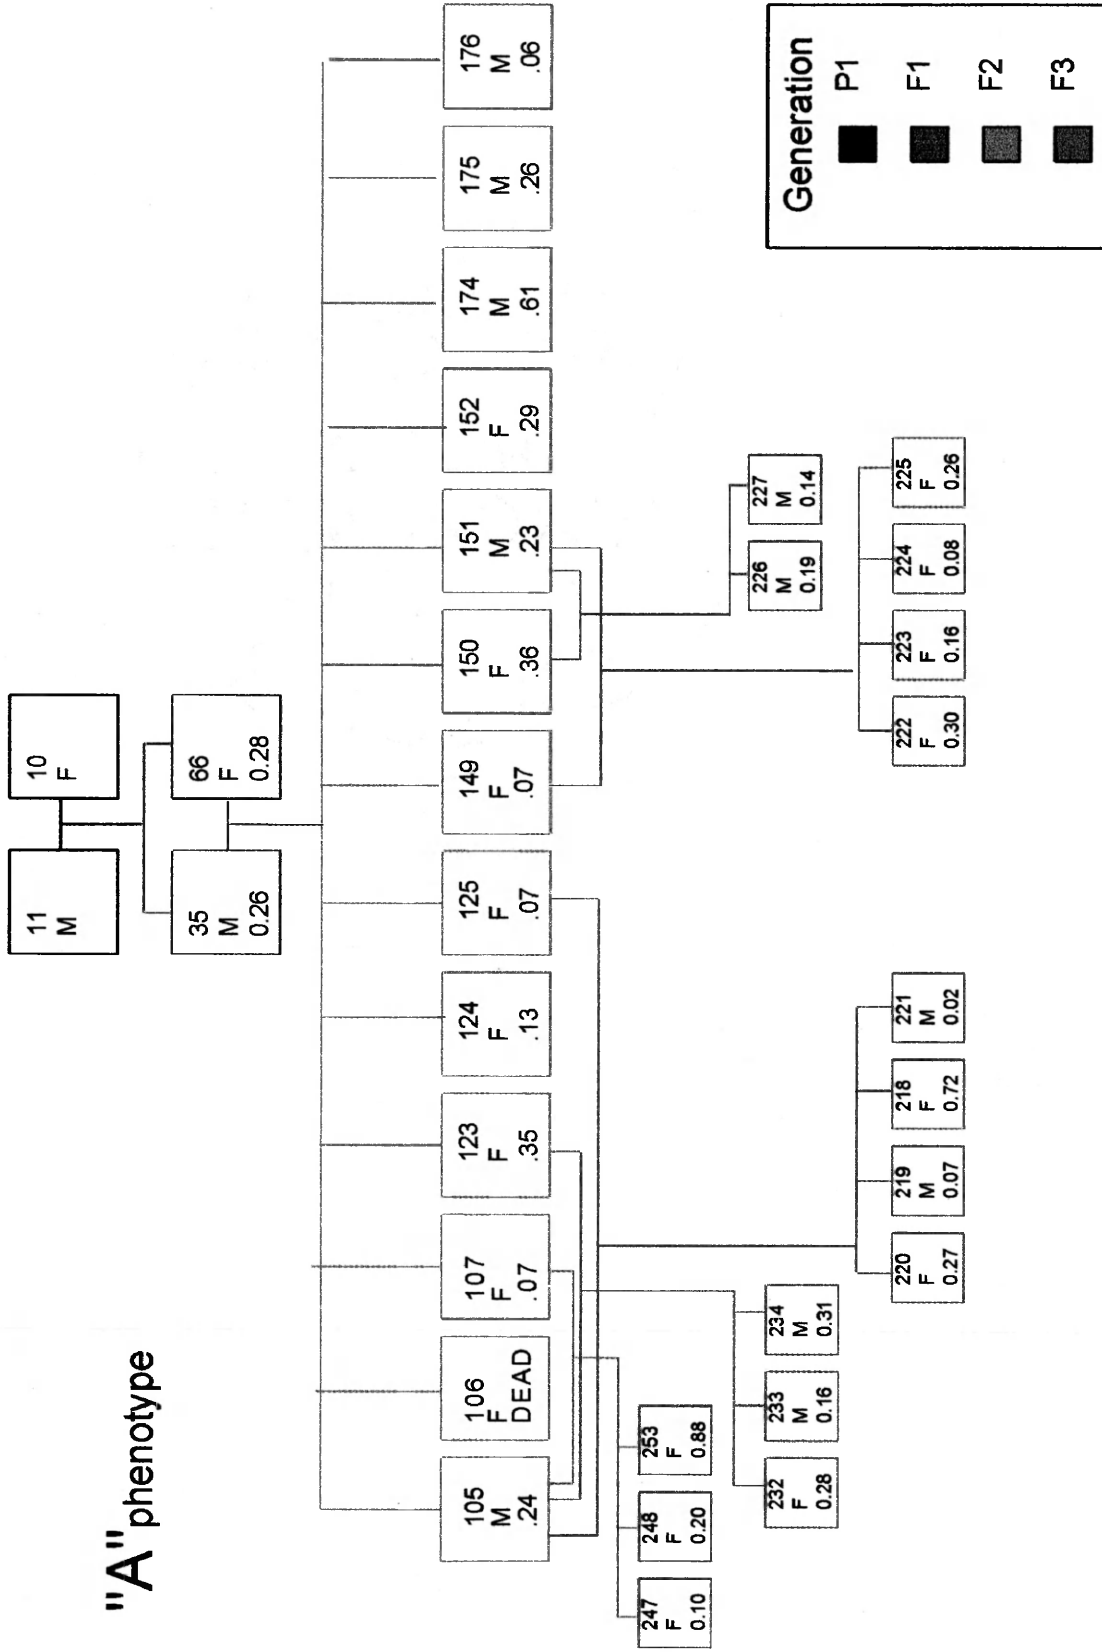 "A" phenotype
11
M
10
F
35
M
0.26
66
F
0.28
105
M
.24
106
F
DEAD
107
F
.07
123
F
.35
124
F
.13
125
F
.07
149
F
.07
150
F
.36
151
M
.23
152
F
.29
174
M
.61
175
M
.26
176
M
.06
247
F
0.10
248
F
0.20
253
F
0.88
232
F
0.28
233
M
0.16
234
M
0.31
220
F
0.27
219
M
0.07
218
F
0.72
221
M
0.02
226
M
0.19
227
M
0.14
222
F
0.30
223
F
0.16
224
F
0.08
225
F
0.26
Generation
P1
F1
F2
F3